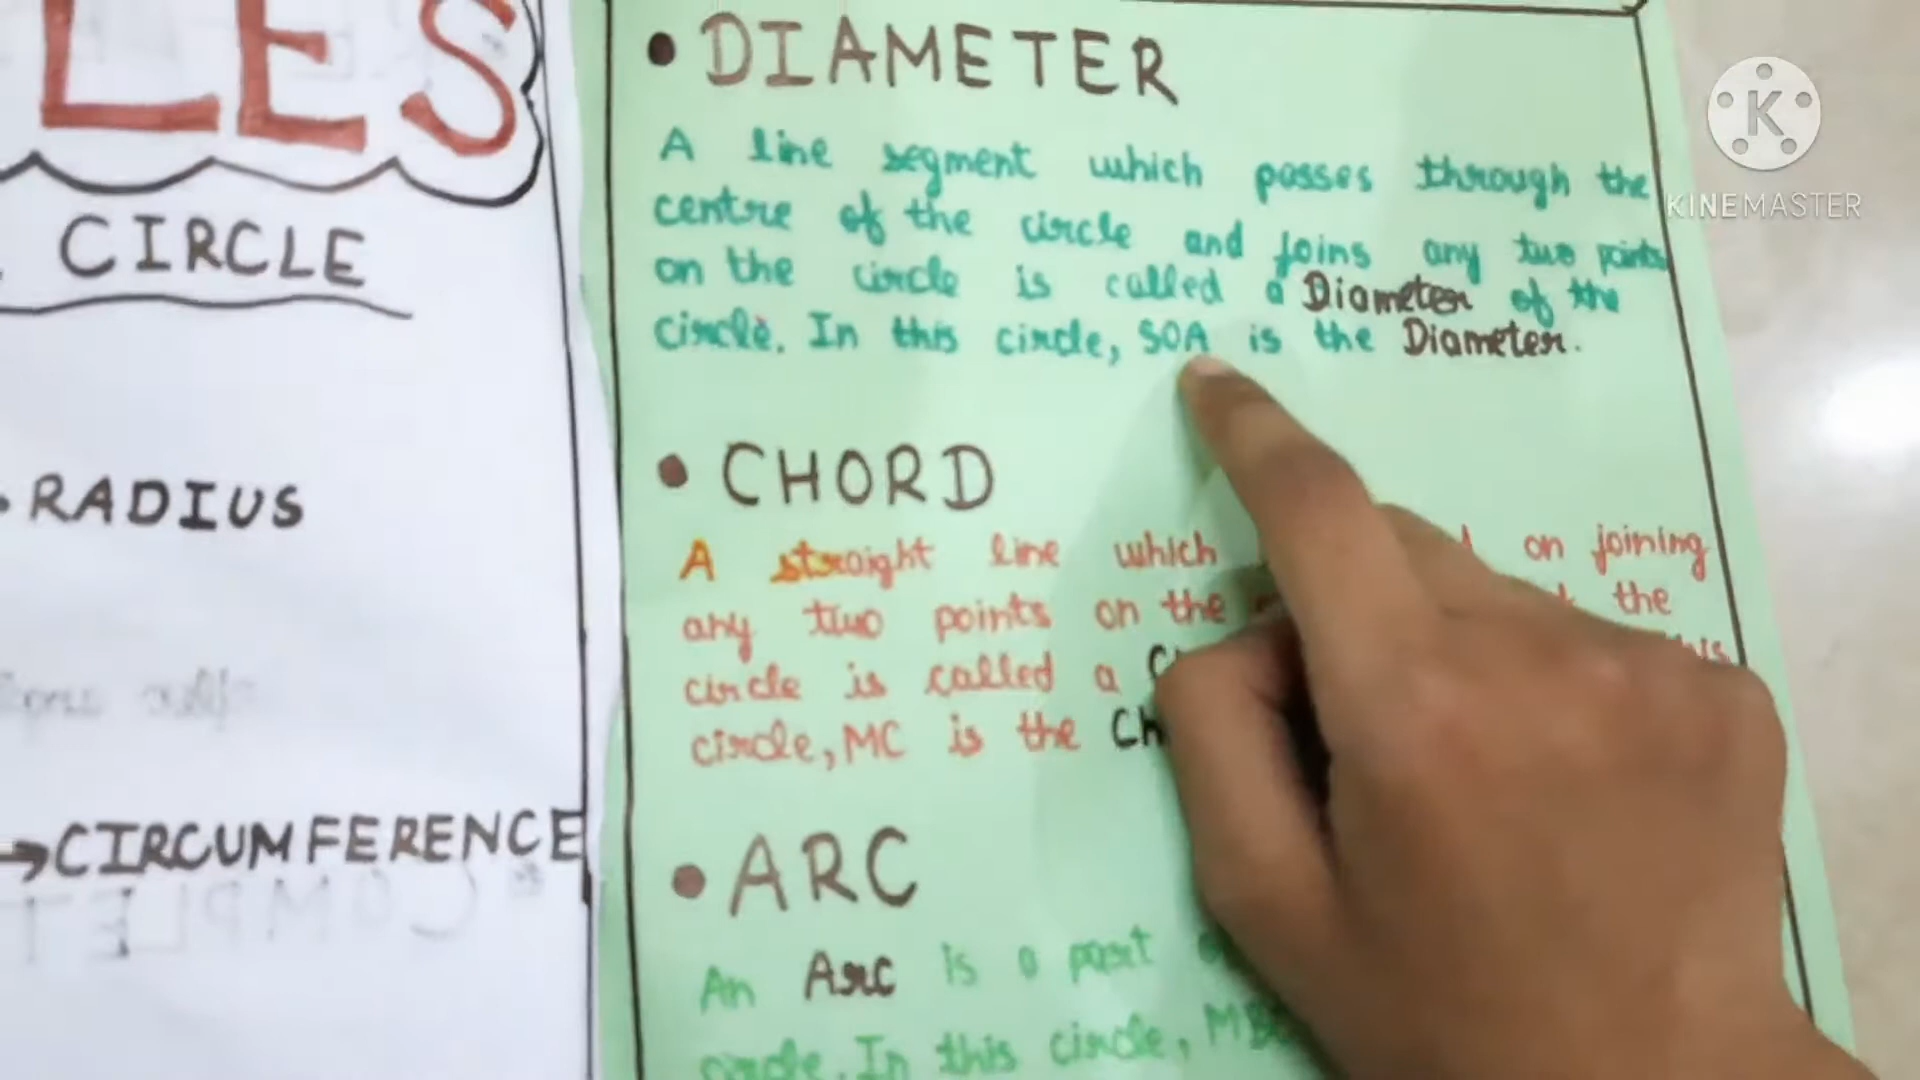 LES
CIRCLE
RADIUS
→CIRCUMFERENCE
• DIAMETER
A line segment which passes through the
centre of the circle and joins any two points
on the circle is called a Diameter of the
circle. In this circle, SOA is the Diameter.
• CHORD
A straight line which on joining
any two points on the the
circle is called a
circle, MC is the
• ARC
An Arc is a part
circle. In this circle,
K
KINEMASTER